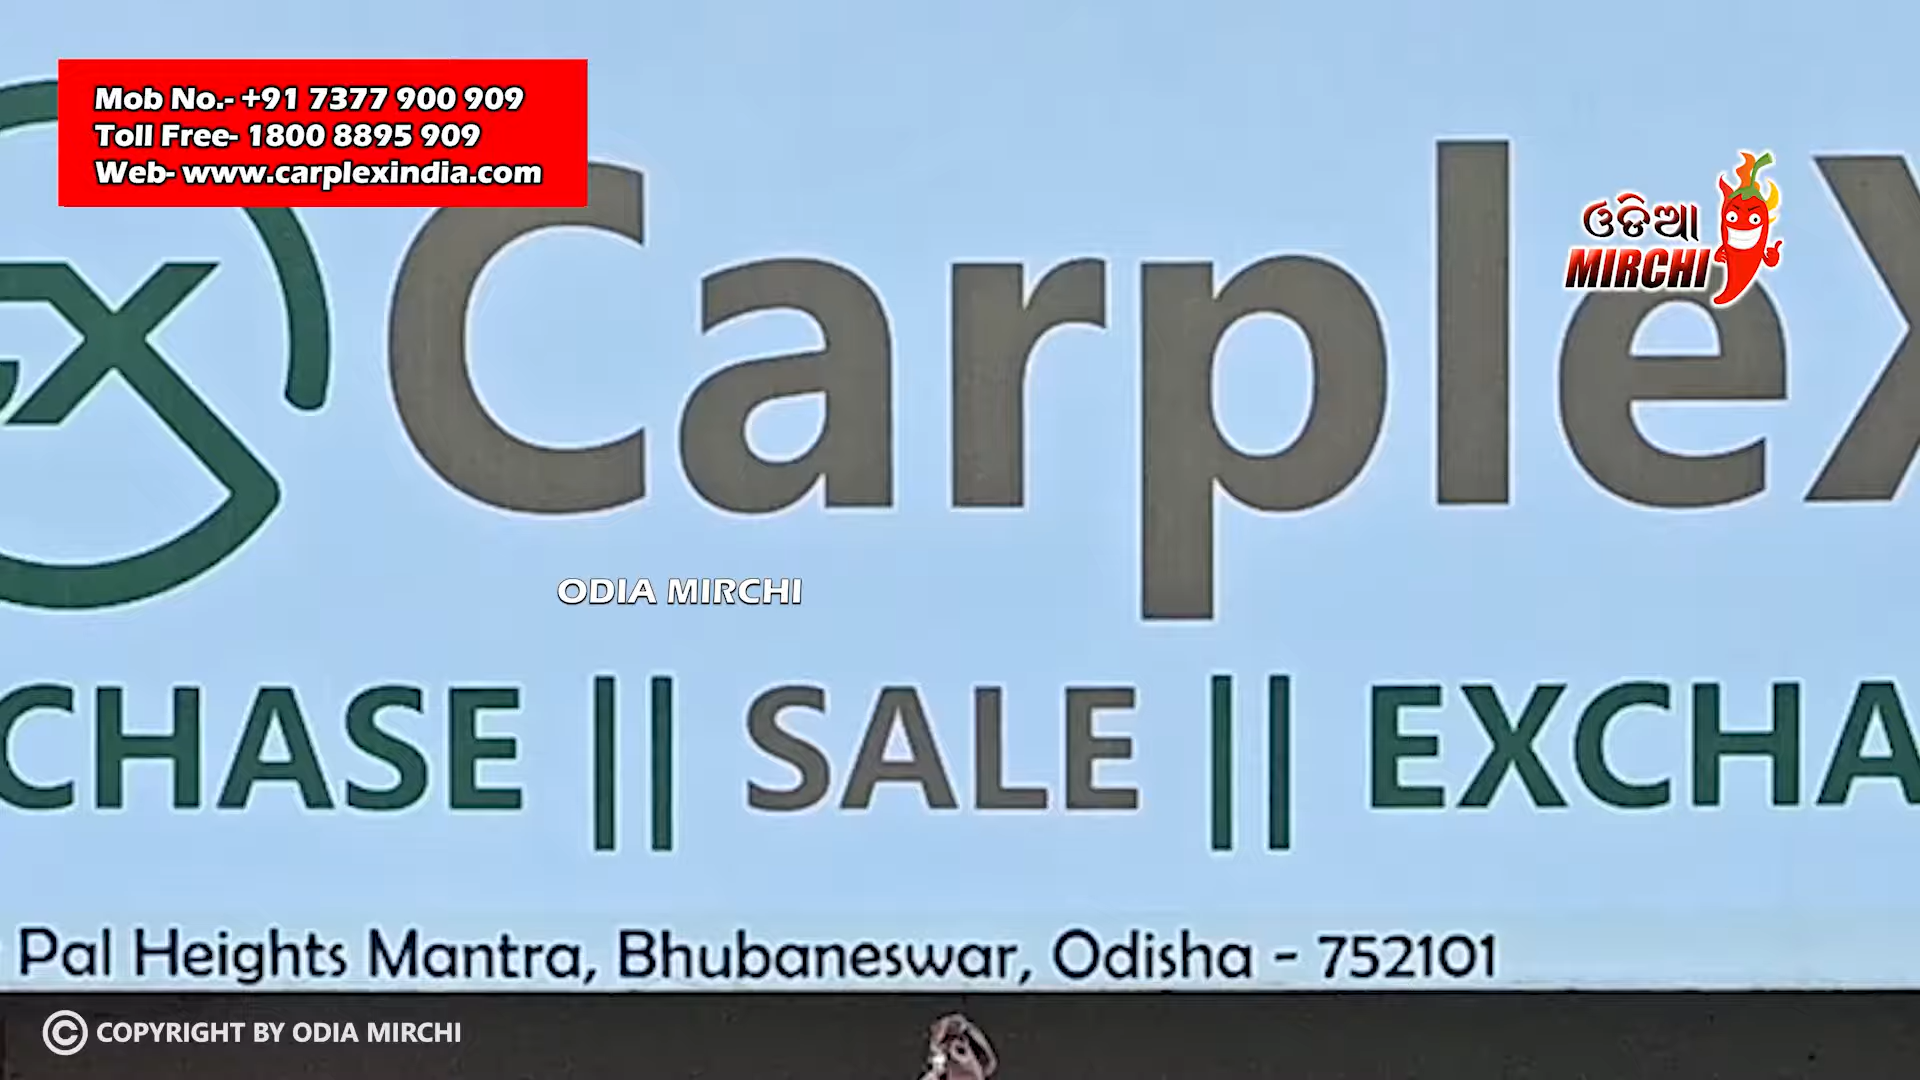 Mob No.- +91 7377 900 909
Toll Free- 1800 8895 909
Web- www.carplexindia.com
ଓଡିଆ
MIRCHI
X CarpleX
ODIA MIRCHI
CHASE || SALE || EXCHA
Pal Heights Mantra, Bhubaneswar, Odisha - 752101
© COPYRIGHT BY ODIA MIRCHI